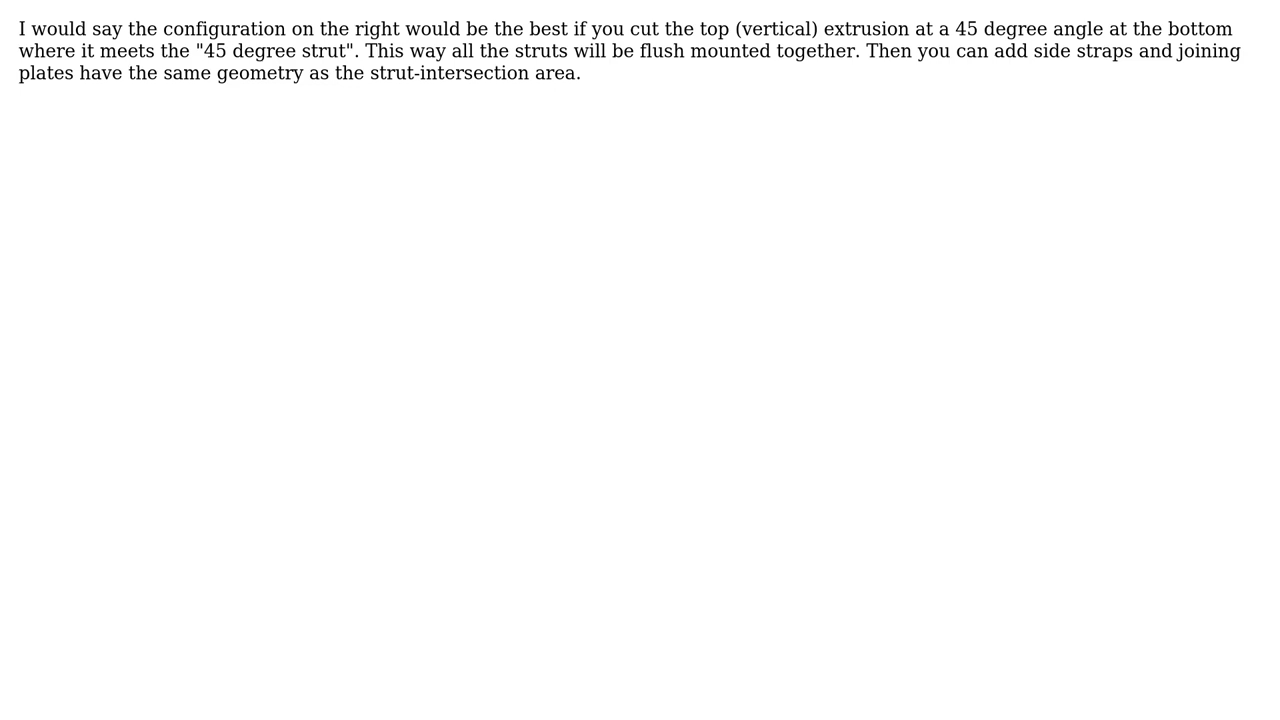 I would say the configuration on the right would be the best if you cut the top (vertical) extrusion at a 45 degree angle at the bottom
where it meets the "45 degree strut". This way all the struts will be flush mounted together. Then you can add side straps and joining
plates have the same geometry as the strut-intersection area.